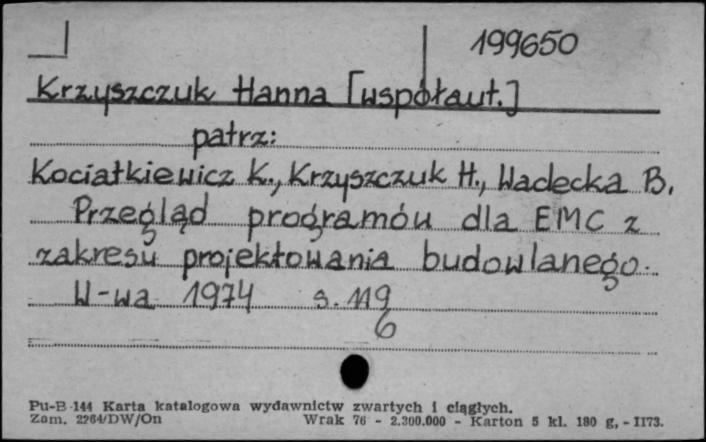 199650
Krzyszczuk Hanna [współaut.]
patrz:
Kociałkiewicz K., Krzyszczuk H., Wadecka B.
Przegląd programów dla EMC z
zakresu projektowania budowlanego.
W-wa 1974 s. 119
6
Pu-B-144 Karta katalogowa wydawnictw zwartych i ciągłych.
Zam. 2264/DW/On Wrak 76 - 2.300.000 - Karton 5 kl. 180 g, - II73.